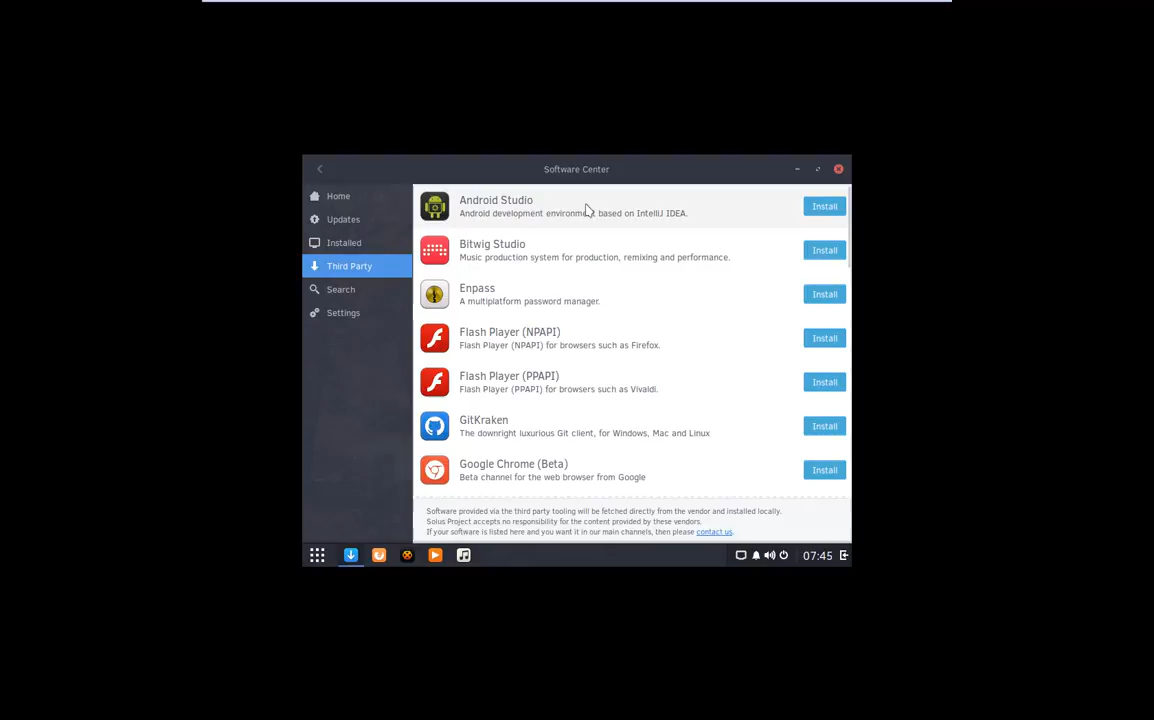 Software Center
Home
Updates
Installed
Third Party
Search
Settings
Android Studio
Android development environment based on IntelliJ IDEA.
Install
Bitwig Studio
Music production system for production, remixing and performance.
Install
Enpass
A multiplatform password manager.
Install
Flash Player (NPAPI)
Flash Player (NPAPI) for browsers such as Firefox.
Install
Flash Player (PPAPI)
Flash Player (PPAPI) for browsers such as Vivaldi.
Install
GitKraken
The downright luxurious Git client, for Windows, Mac and Linux
Install
Google Chrome (Beta)
Beta channel for the web browser from Google
Install
Software provided via the third party tooling will be fetched directly from the vendor and installed locally.
Solus Project accepts no responsibility for the content provided by these vendors.
If your software is listed here and you want it in our main channels, then please contact us.
07:45